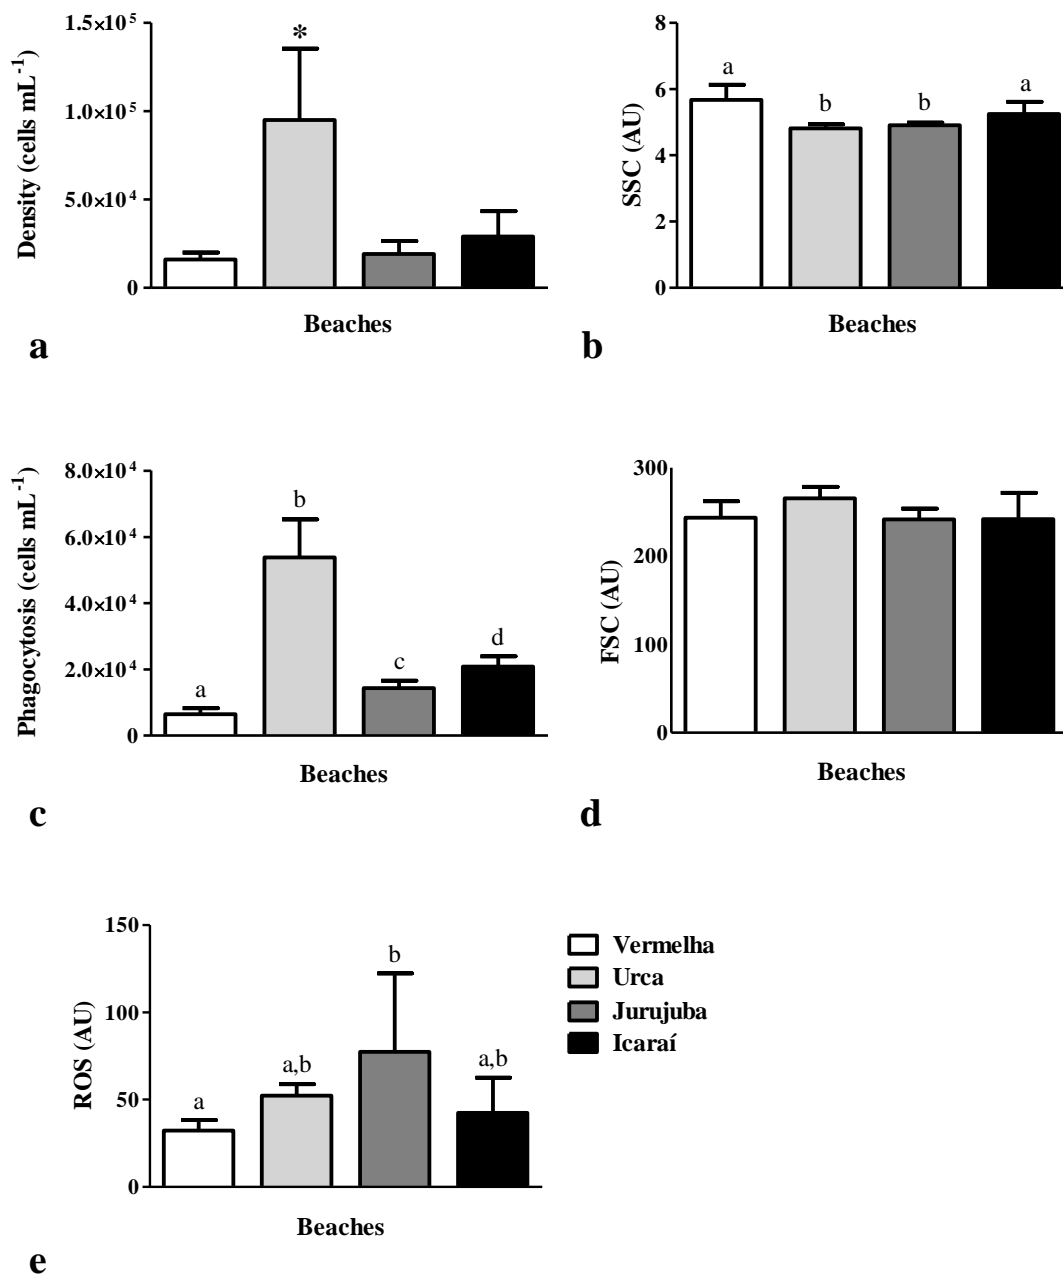 Density (cells mL⁻¹)
1.5×10⁵
1.0×10⁵
5.0×10⁴
0
*
Beaches
a
SSC (AU)
8
6
4
2
0
a
b
b
a
Beaches
b
Phagocytosis (cells mL⁻¹)
8.0×10⁴
6.0×10⁴
4.0×10⁴
2.0×10⁴
0
a
b
c
d
Beaches
c
FSC (AU)
300
200
100
0
Beaches
d
ROS (AU)
150
100
50
0
a
a,b
b
a,b
Beaches
e
Vermelha
Urca
Jurujuba
Icaraí